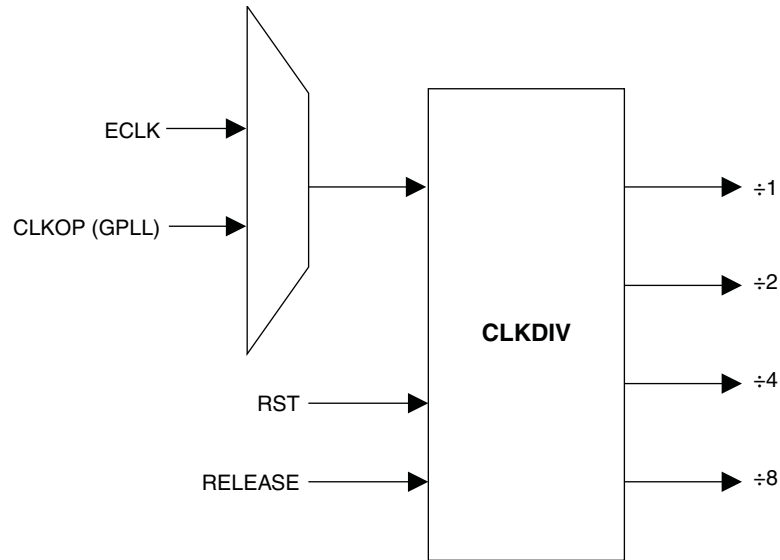 ECLK
CLKOP (GPLL)
RST
RELEASE
CLKDIV
÷1
÷2
÷4
÷8